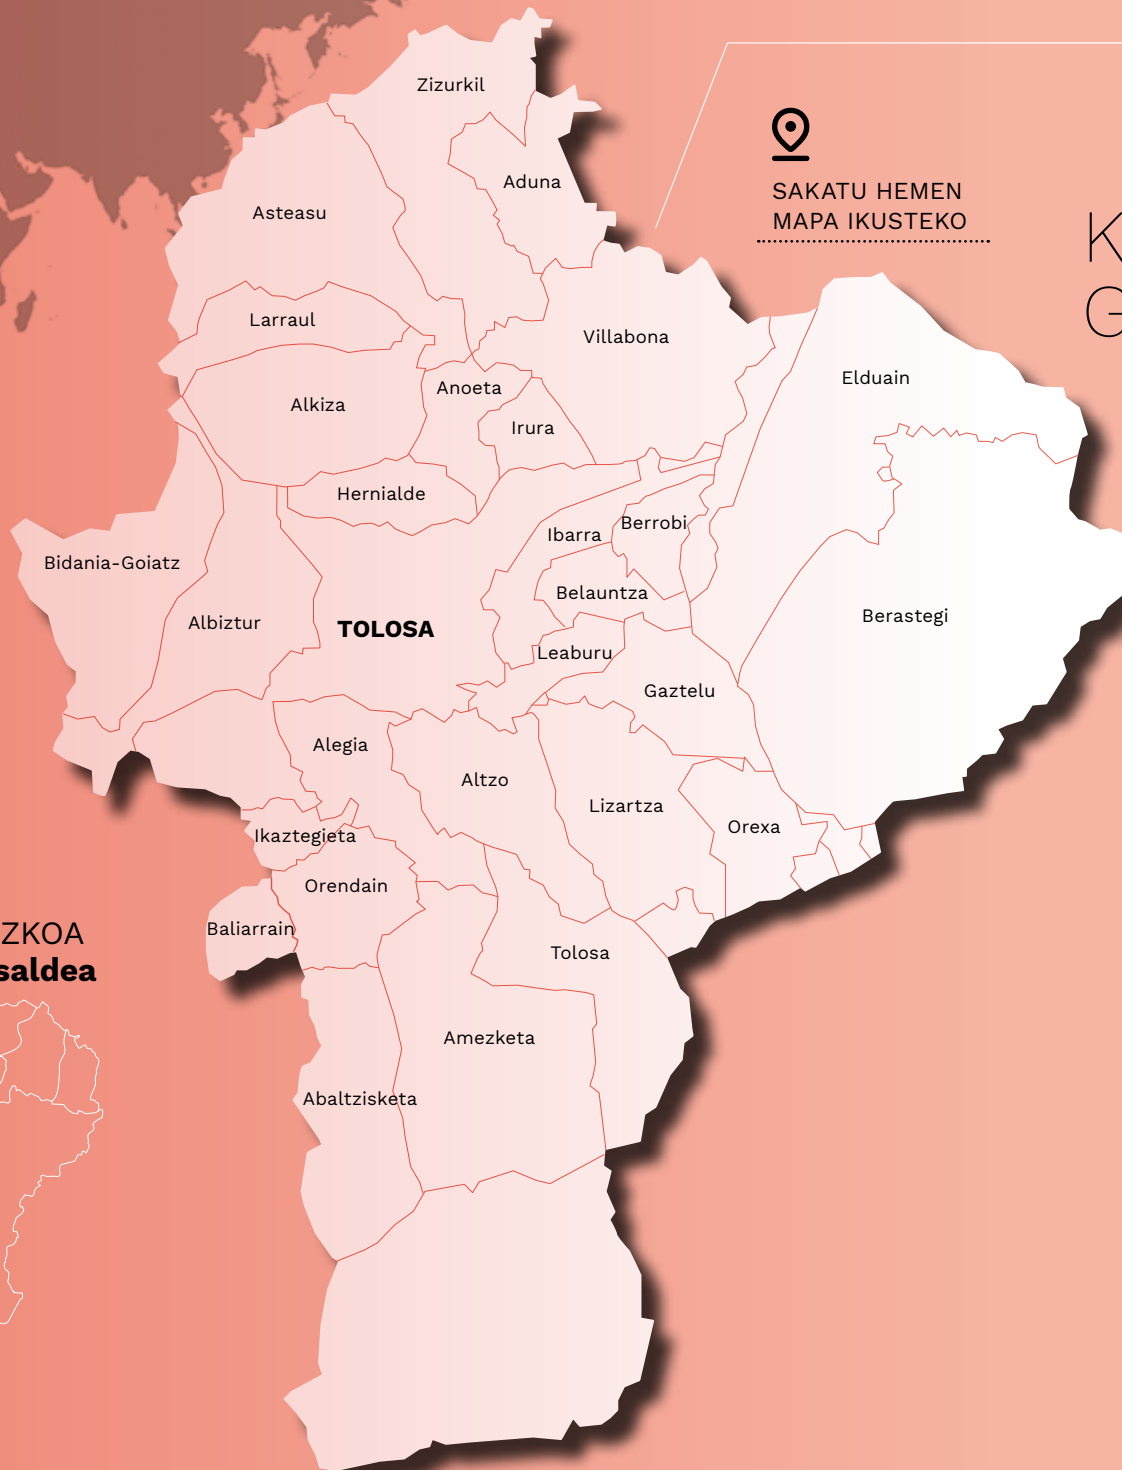 Zizurkil
Aduna
SAKATU HEMEN
MAPA IKUSTEKO
K
G
Asteasu
Larraul
Villabona
Elduain
Anoeta
Alkiza
Irura
Hernialde
Berrobi
Ibarra
Bidania-Goiatz
Belauntza
Berastegi
Albiztur
TOLOSA
Leaburu
Gaztelu
Alegia
Altzo
Lizartza
Orexa
Ikaztegieta
Orendain
Baliarrain
Tolosa
Amezketa
Abaltzisketa
ZKOA
saldea